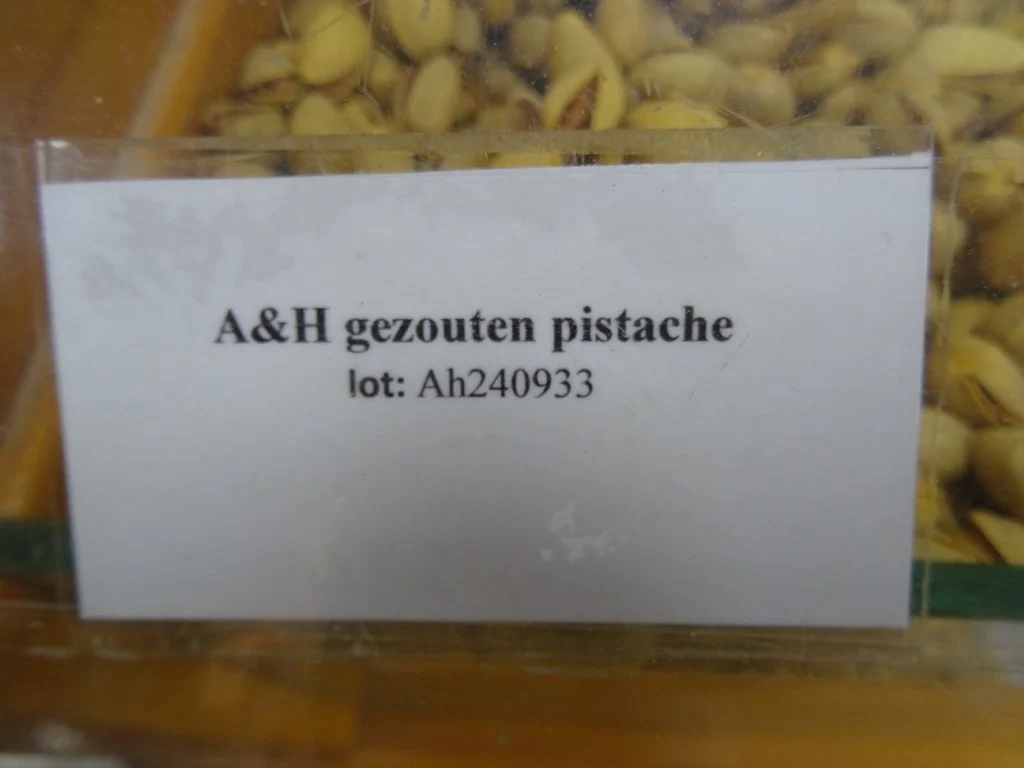 A&H gezouten pistache
lot: Ah240933